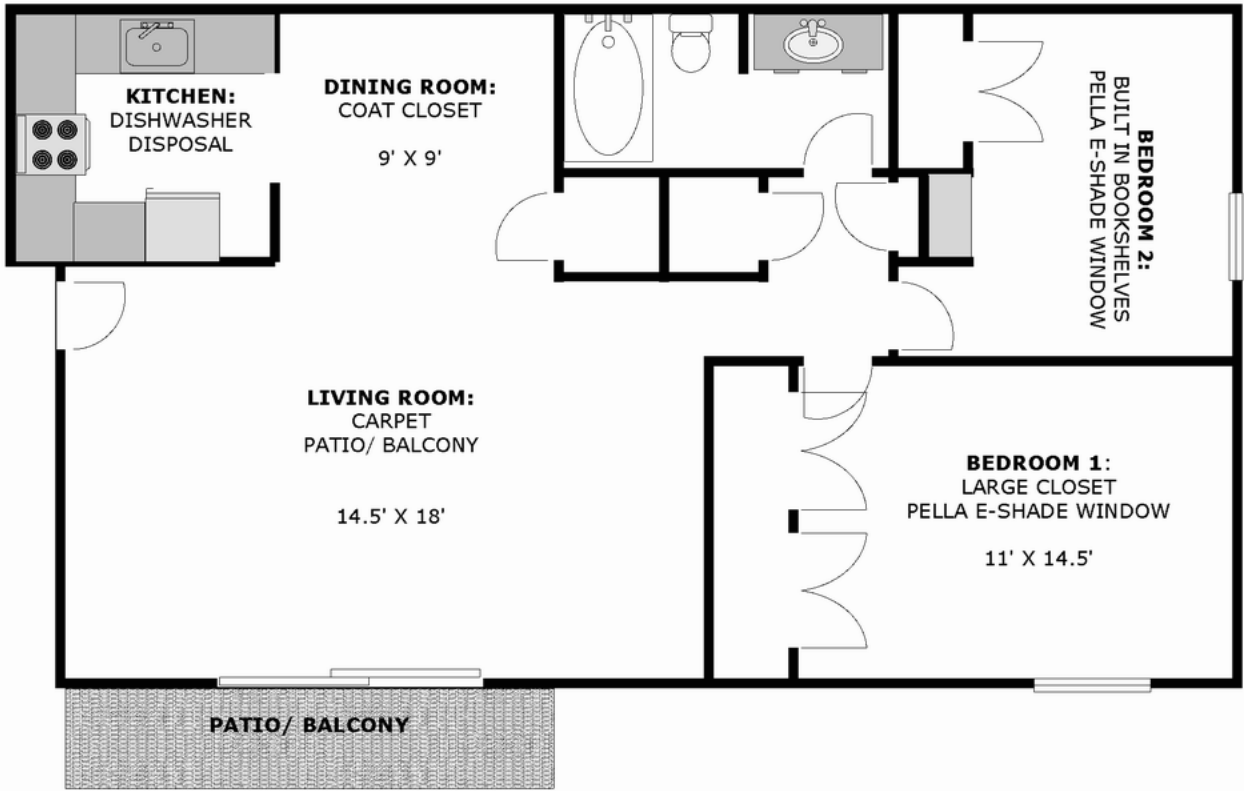 KITCHEN:
DISHWASHER
DISPOSAL
DINING ROOM:
COAT CLOSET
9' X 9'
BEDROOM 2:
BUILT IN BOOKSHELVES
PELLA E-SHADE WINDOW
LIVING ROOM:
CARPET
PATIO/ BALCONY
14.5' X 18'
BEDROOM 1:
LARGE CLOSET
PELLA E-SHADE WINDOW
11' X 14.5'
PATIO/ BALCONY